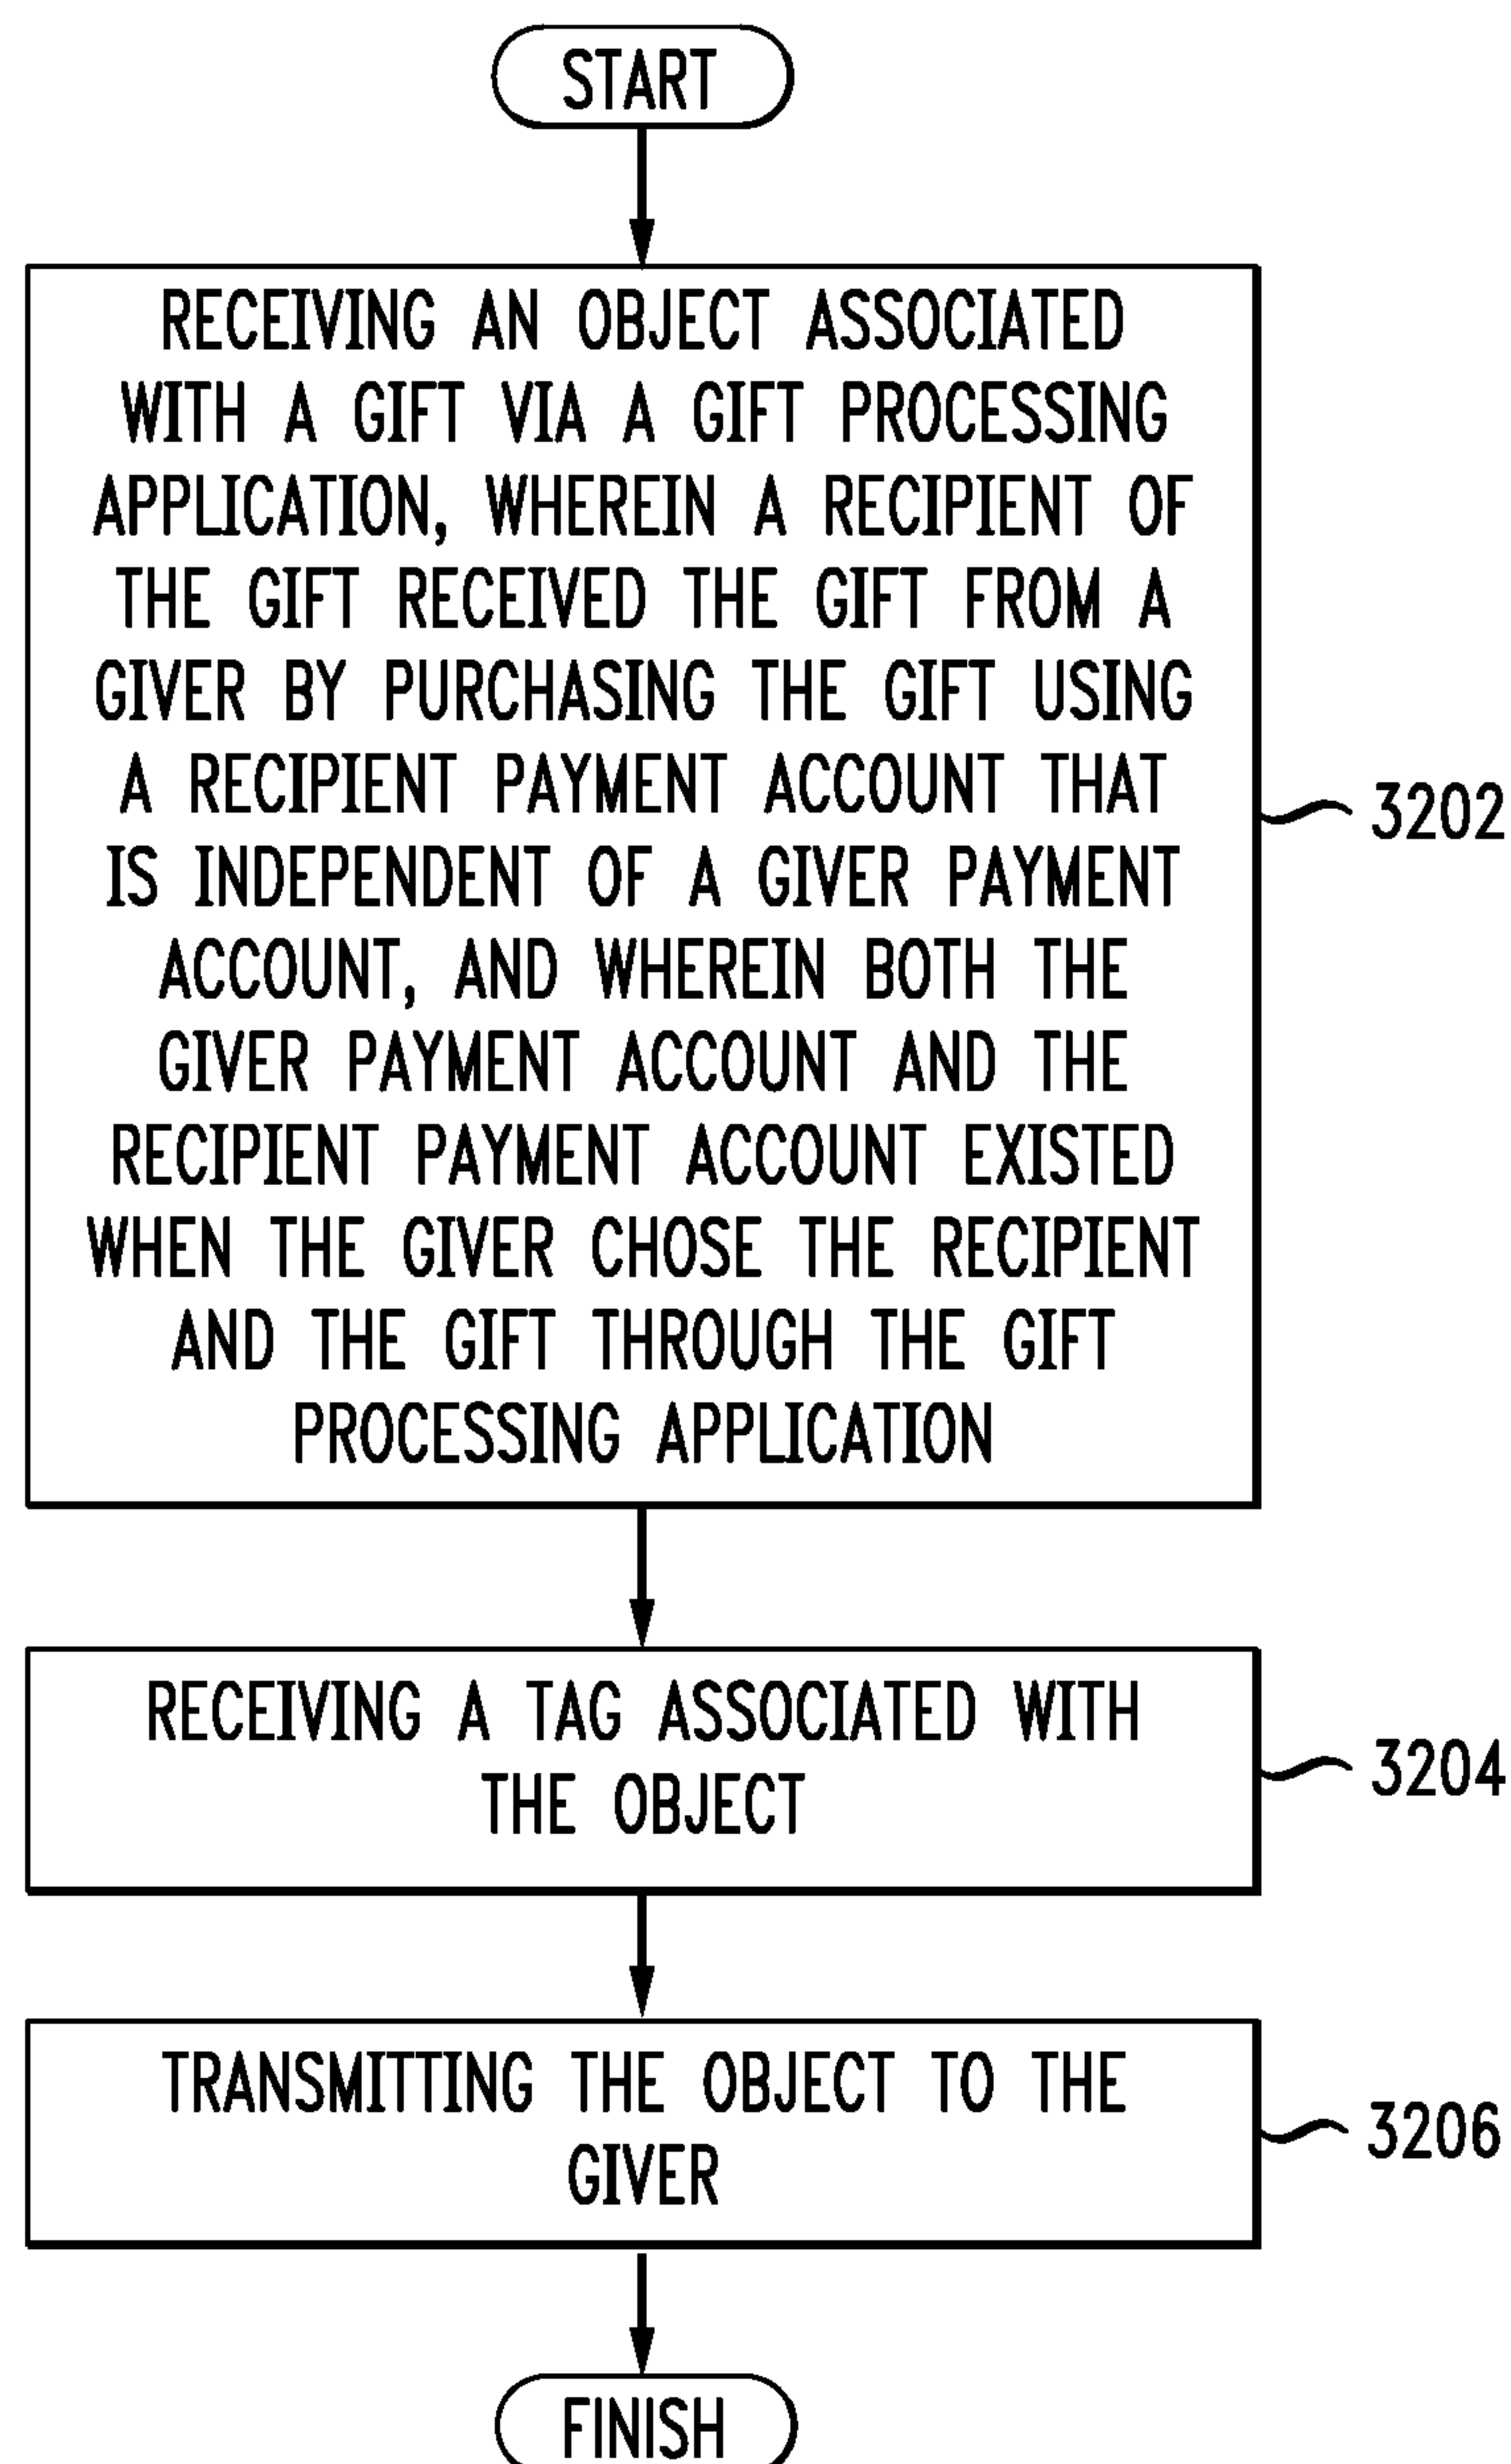 START
RECEIVING AN OBJECT ASSOCIATED
WITH A GIFT VIA A GIFT PROCESSING
APPLICATION, WHEREIN A RECIPIENT OF
THE GIFT RECEIVED THE GIFT FROM A
GIVER BY PURCHASING THE GIFT USING
A RECIPIENT PAYMENT ACCOUNT THAT
IS INDEPENDENT OF A GIVER PAYMENT
ACCOUNT, AND WHEREIN BOTH THE
GIVER PAYMENT ACCOUNT AND THE
RECIPIENT PAYMENT ACCOUNT EXISTED
WHEN THE GIVER CHOSE THE RECIPIENT
AND THE GIFT THROUGH THE GIFT
PROCESSING APPLICATION
3202
RECEIVING A TAG ASSOCIATED WITH
THE OBJECT
3204
TRANSMITTING THE OBJECT TO THE
GIVER
3206
FINISH